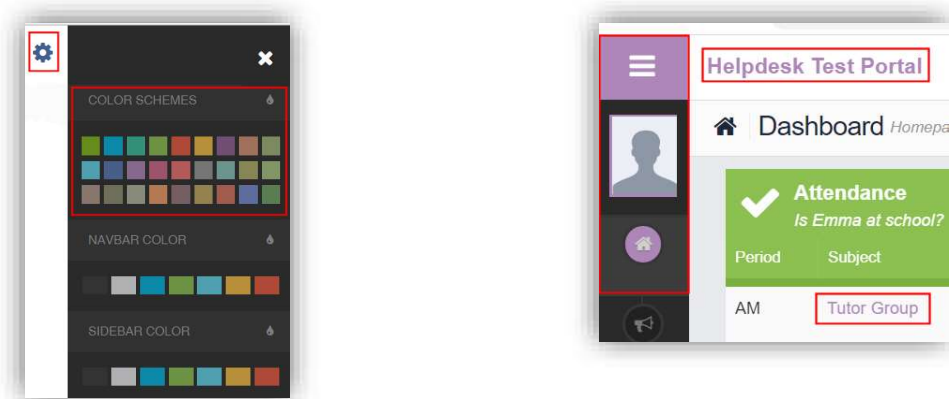 COLOR SCHEMES
NAVBAR COLOR
SIDEBAR COLOR
Helpdesk Test Portal
Dashboard Homepa
Attendance
Is Emma at school?
Period Subject
AM Tutor Group